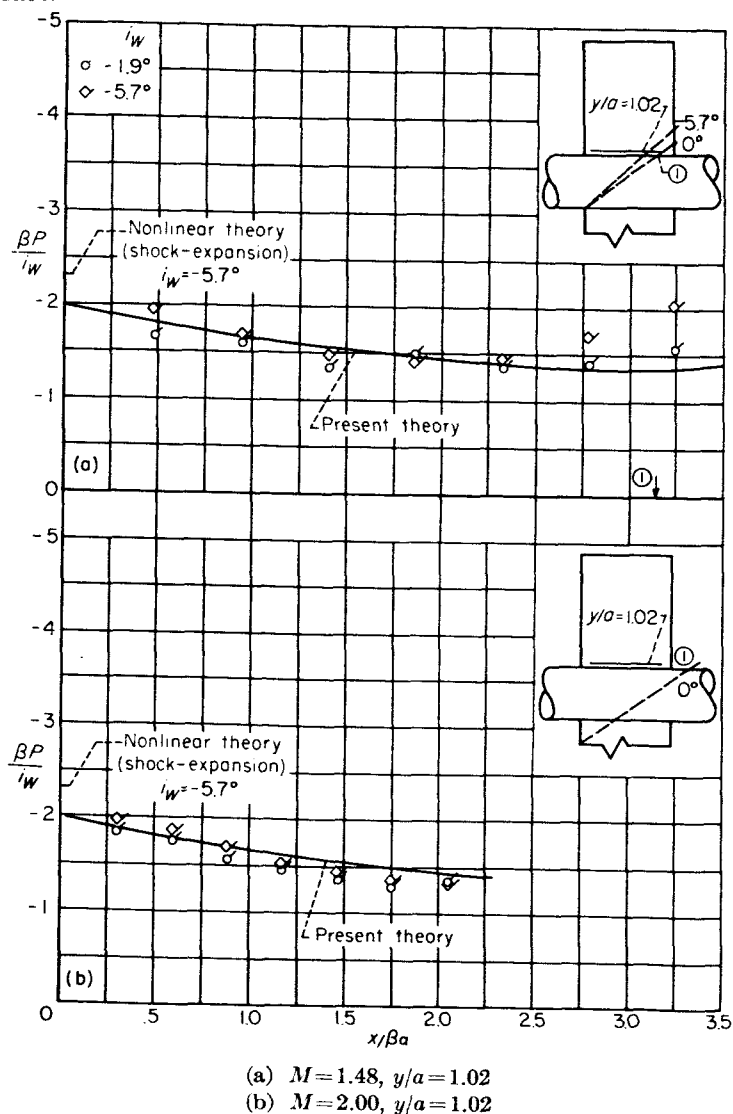 -5
i_W
-1.9°
-5.7°
-4
y/a=1.02
5.7°
0°
①
-3
Nonlinear theory
(shock-expansion)
i_W=-5.7°
βP
i_W
-2
-1
Present theory
(a)
①
0
-5
-4
y/a=1.02
①
0°
-3
Nonlinear theory
(shock-expansion)
i_W=-5.7°
βP
i_W
-2
-1
Present theory
(b)
0 .5 1.0 1.5 2.0 2.5 3.0 3.5
x/βa
(a) M=1.48, y/a=1.02
(b) M=2.00, y/a=1.02